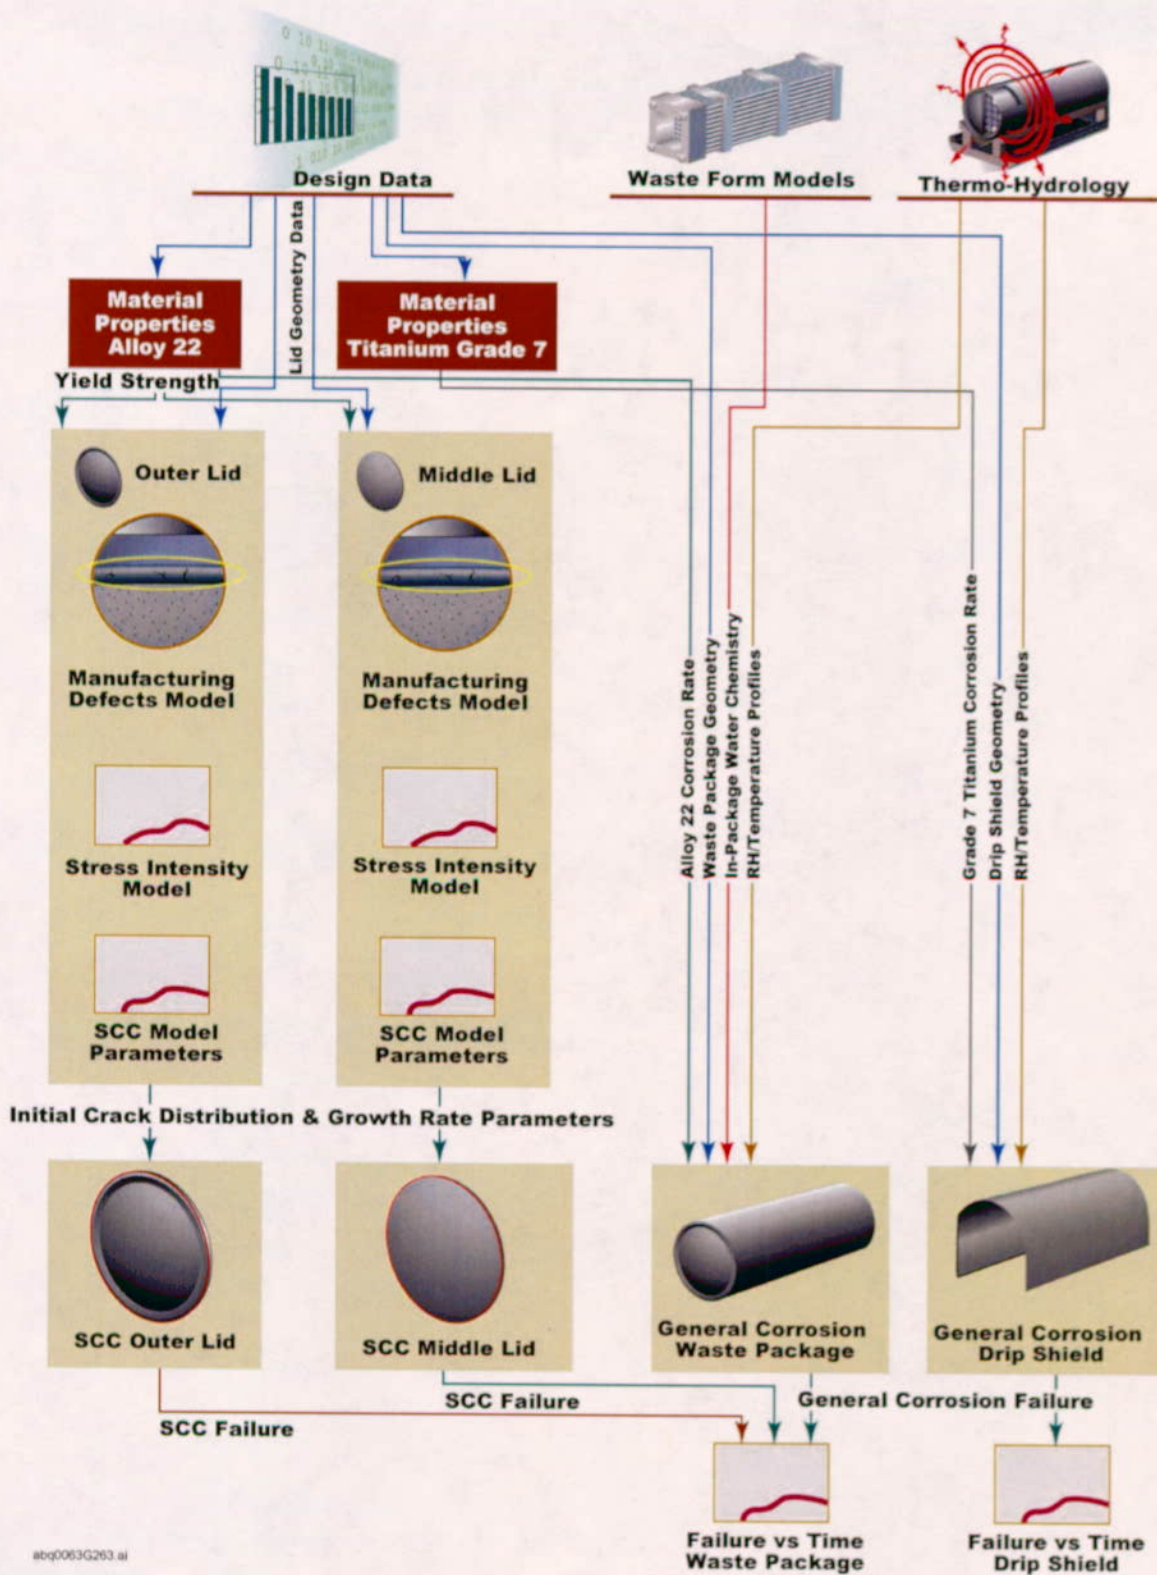 Design Data
Waste Form Models
Thermo-Hydrology
Lid Geometry Data
Material
Properties
Alloy 22
Material
Properties
Titanium Grade 7
Yield Strength
Outer Lid
Middle Lid
Manufacturing
Defects Model
Manufacturing
Defects Model
Stress Intensity
Model
Stress Intensity
Model
SCC Model
Parameters
SCC Model
Parameters
Alloy 22 Corrosion Rate
Waste Package Geometry
In-Package Water Chemistry
RH/Temperature Profiles
Grade 7 Titanium Corrosion Rate
Drip Shield Geometry
RH/Temperature Profiles
Initial Crack Distribution & Growth Rate Parameters
SCC Outer Lid
SCC Middle Lid
General Corrosion
Waste Package
General Corrosion
Drip Shield
SCC Failure
SCC Failure
General Corrosion Failure
Failure vs Time
Waste Package
Failure vs Time
Drip Shield
abq0063G263.ai